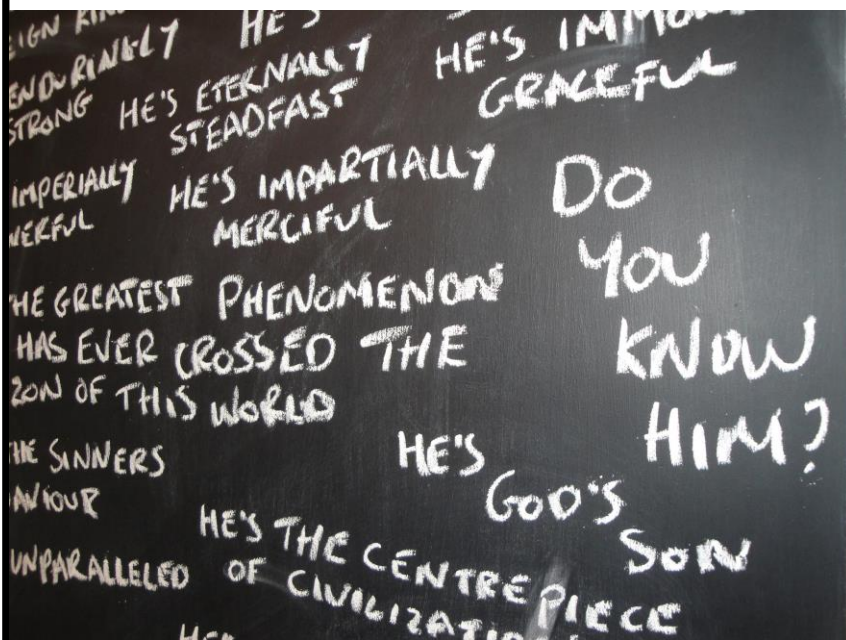 HE'S
ENDURINGLY
STRONG
HE'S ETERNALLY
STEADFAST
HE'S
GRACEFUL
IMPERIALLY
HE'S IMPARTIALLY
MERCIFUL
THE GREATEST PHENOMENON
HAS EVER CROSSED THE
OF THIS WORLD
THE SINNERS
HE'S
GOD'S
SON
UNPARALLELED
HE'S THE CENTREPIECE
OF CIVILIZATION
DO
YOU
KNOW
HIM?